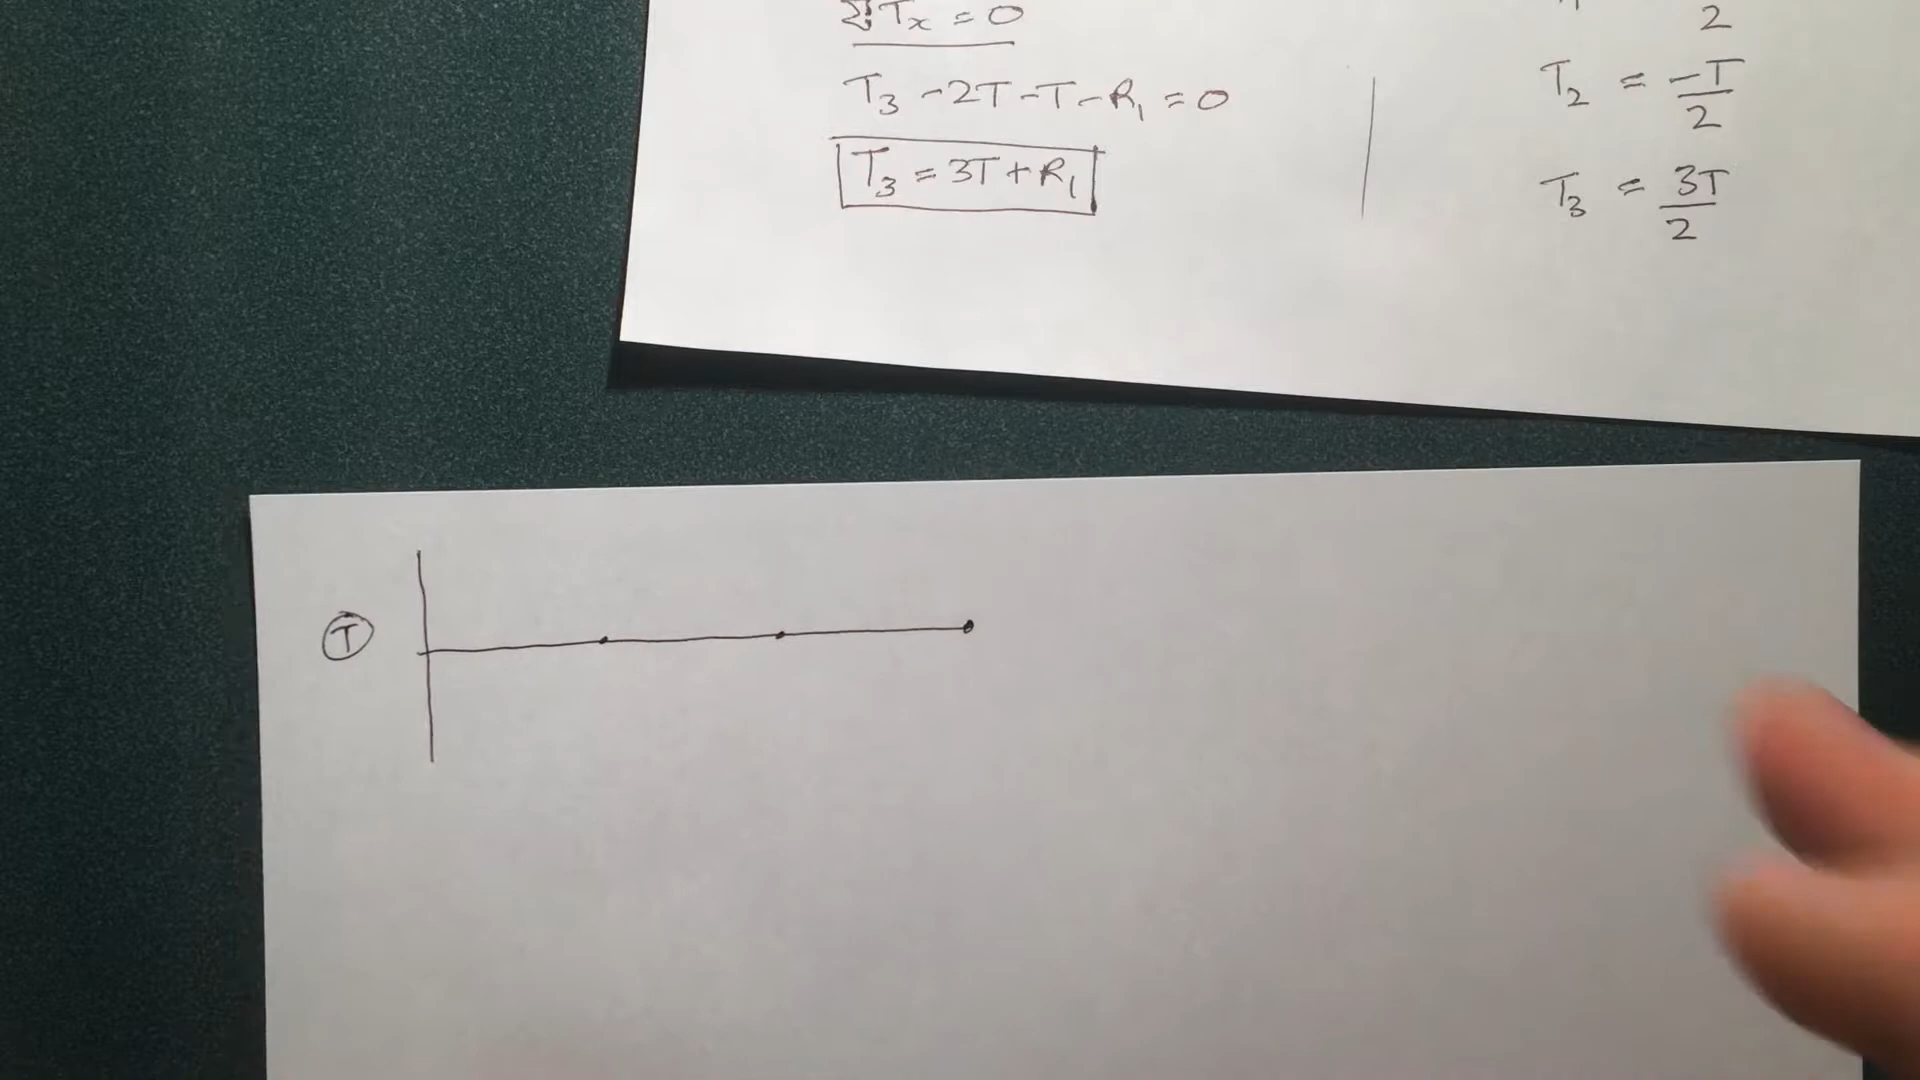 ΣTx = 0
T3 - 2T - T - R1 = 0
T3 = 3T + R1
2
T2 = -T/2
T3 = 3T/2
T